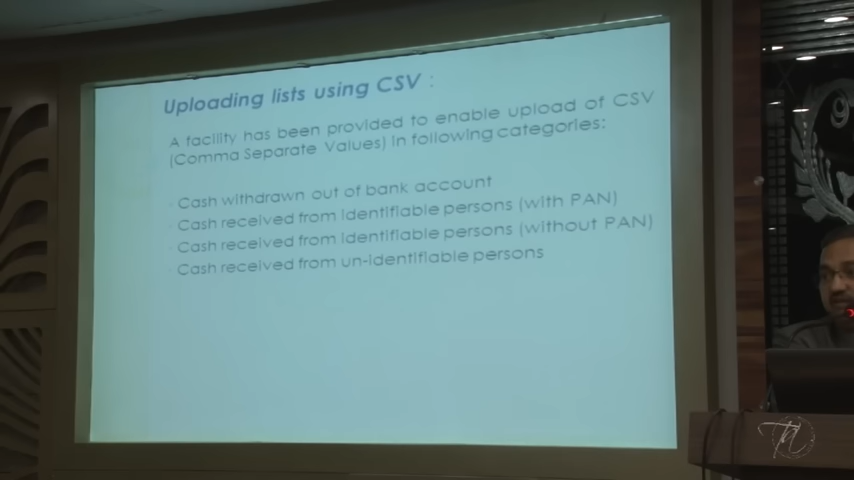 Uploading lists using CSV :
A facility has been provided to enable upload of CSV
(Comma Separate Values) in following categories:
Cash withdrawn out of bank account
Cash received from identifiable persons (with PAN)
Cash received from identifiable persons (without PAN)
Cash received from un-identifiable persons